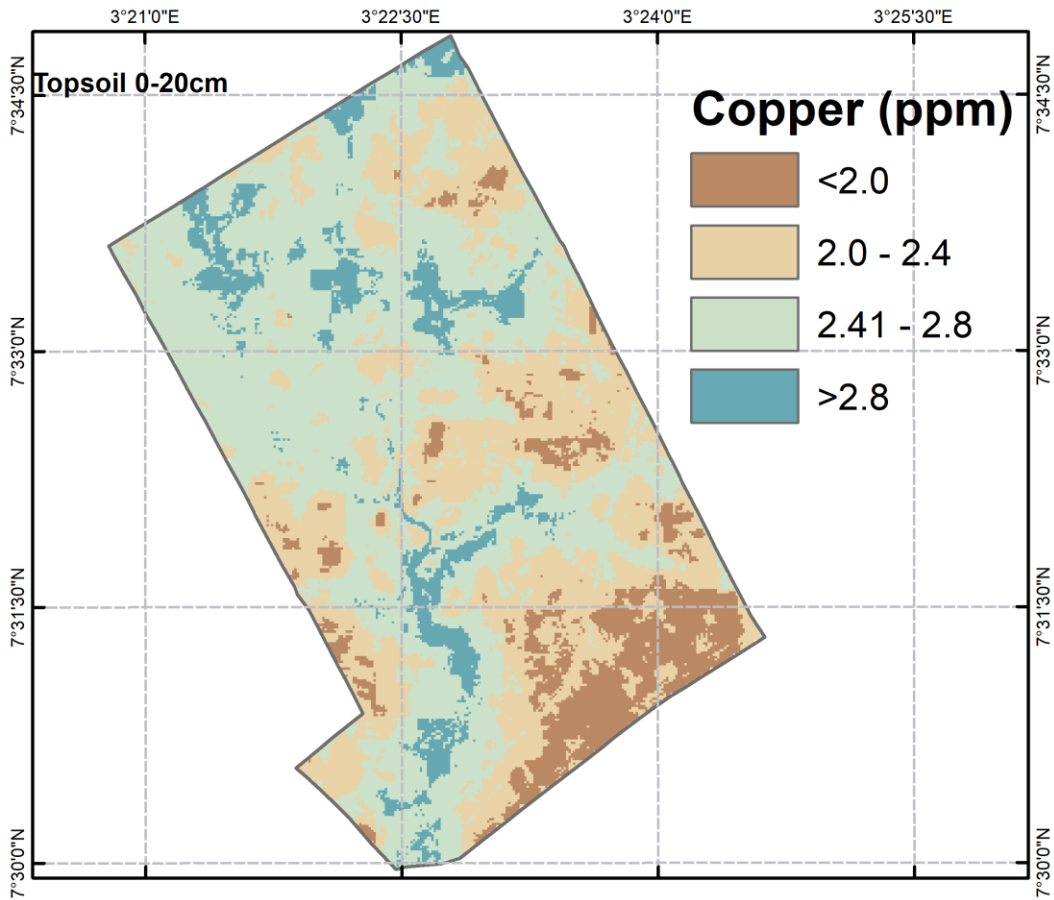 3°21'0"E 3°22'30"E 3°24'0"E 3°25'30"E
Topsoil 0-20cm
7°34'30"N
7°33'0"N
7°31'30"N
7°30'0"N
Copper (ppm)
<2.0
2.0 - 2.4
2.41 - 2.8
>2.8
7°34'30"N
7°33'0"N
7°31'30"N
7°30'0"N